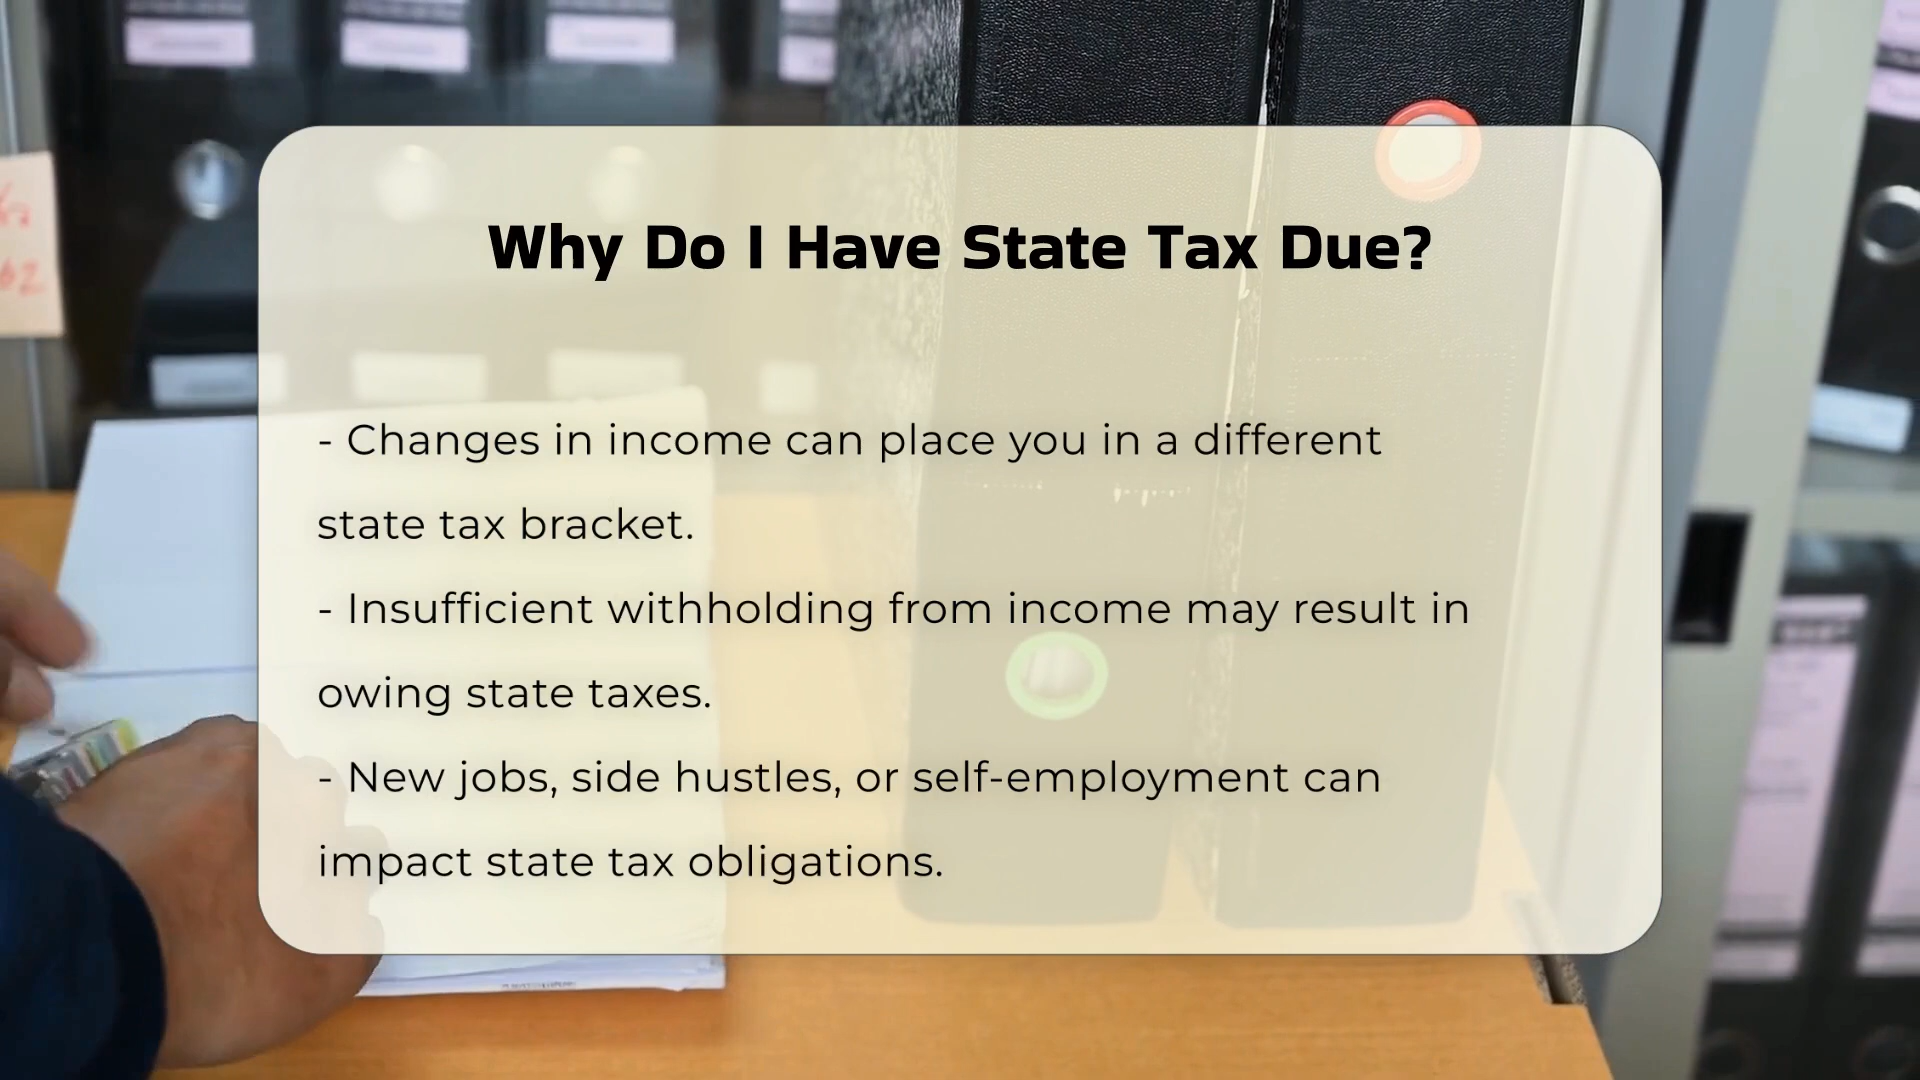 Why Do I Have State Tax Due?
- Changes in income can place you in a different
state tax bracket.
- Insufficient withholding from income may result in
owing state taxes.
- New jobs, side hustles, or self-employment can
impact state tax obligations.